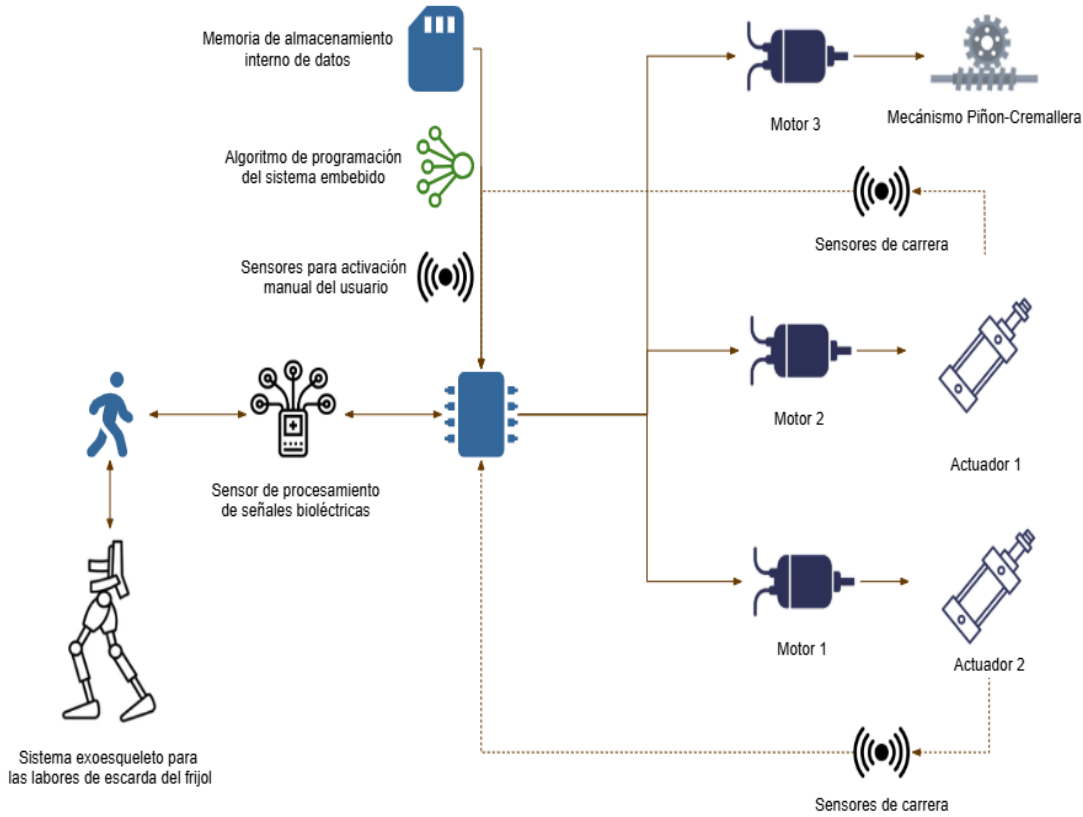 Memoria de almacenamiento
interno de datos
Motor 3
Mecánismo Piñon-Cremallera
Algoritmo de programación
del sistema embebido
Sensores de carrera
Sensores para activación
manual del usuario
Motor 2
Actuador 1
Sensor de procesamiento
de señales bioléctricas
Motor 1
Actuador 2
Sistema exoesqueleto para
las labores de escarda del frijol
Sensores de carrera